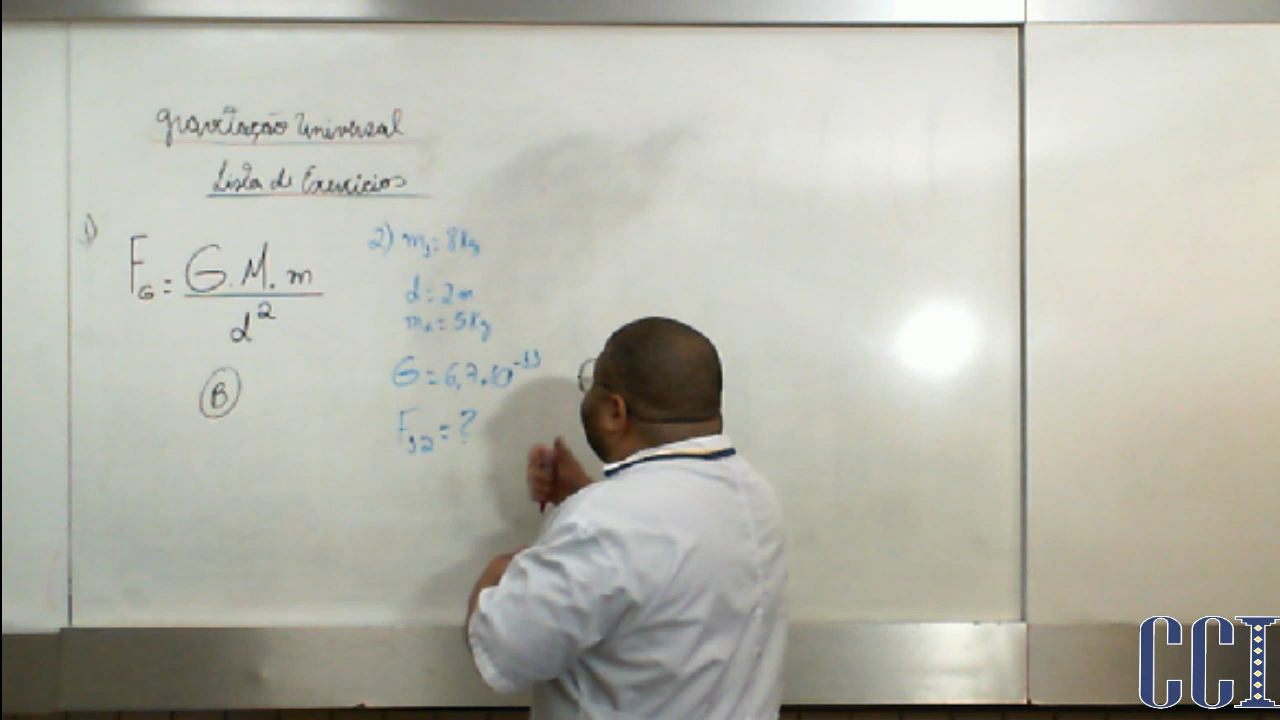 Gravitação Universal
Lista de Exercícios
1)
F_G = G.M.m / d²
B
2) m₁ = 8Kg
d = 2m
m₂ = 5Kg
G = 6,7.10⁻¹¹
F₁₂ = ?
CCI